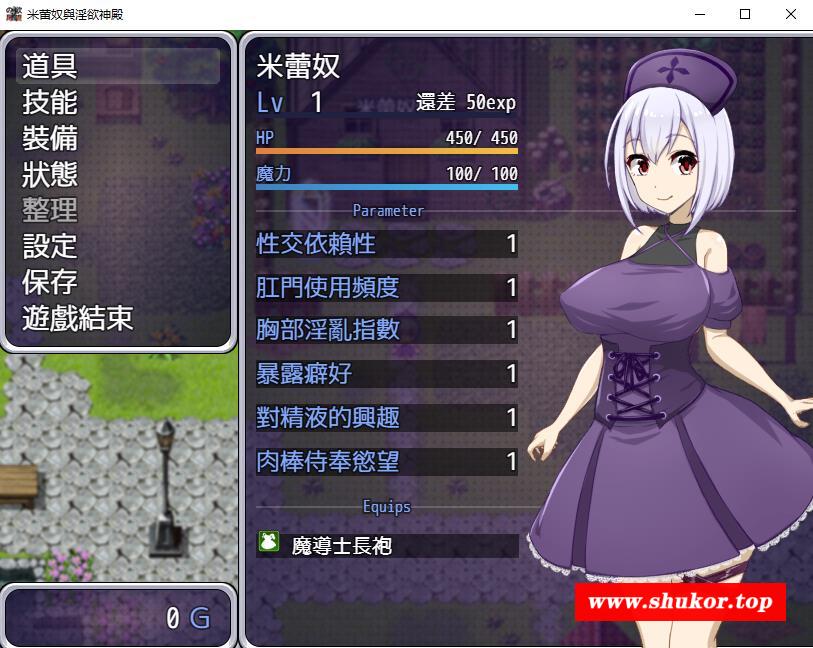 米蕾奴與淫欲神殿
道具
技能
裝備
狀態
整理
設定
保存
遊戲結束
0 G
米蕾奴
Lv 1 還差 50exp
HP 450/ 450
魔力 100/ 100
Parameter
性交依賴性 1
肛門使用頻度 1
胸部淫亂指數 1
暴露癖好 1
對精液的興趣 1
肉棒侍奉慾望 1
Equips
魔導士長袍
www.shukor.top